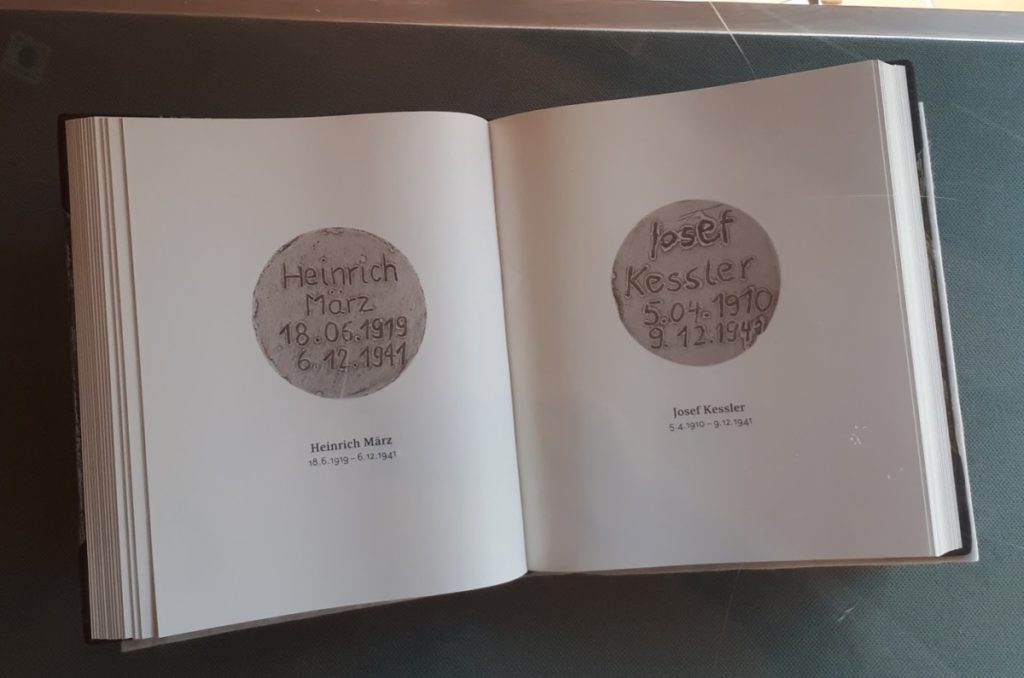 Heinrich
März
18.06.1919
6.12.1941
Heinrich März
18.6.1919 – 6.12.1941
Josef
Kessler
5.04.1910
9.12.1941
Josef Kessler
5.4.1910 – 9.12.1941